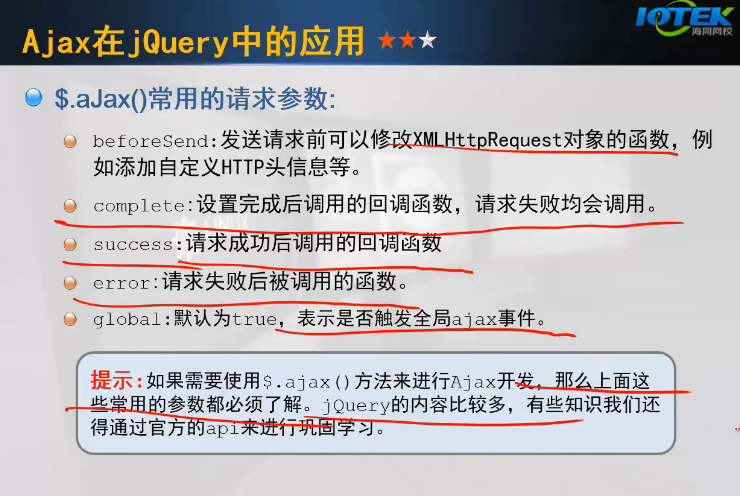 IOTEK
海同网校
Ajax在jQuery中的应用
$.aJax()常用的请求参数:
beforeSend:发送请求前可以修改XMLHttpRequest对象的函数，例
如添加自定义HTTP头信息等。
complete:设置完成后调用的回调函数，请求失败均会调用。
success:请求成功后调用的回调函数
error:请求失败后被调用的函数。
global:默认为true，表示是否触发全局ajax事件。
提示:如果需要使用$.ajax()方法来进行Ajax开发，那么上面这
些常用的参数都必须了解。jQuery的内容比较多，有些知识我们还
得通过官方的api来进行巩固学习。